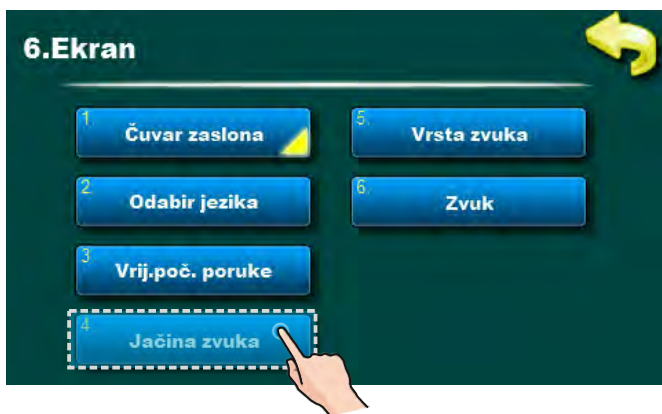 6.Ekran
1. Čuvar zaslona
2 Odabir jezika
3 Vrij.poč. poruke
4 Jačina zvuka
5. Vrsta zvuka
6. Zvuk